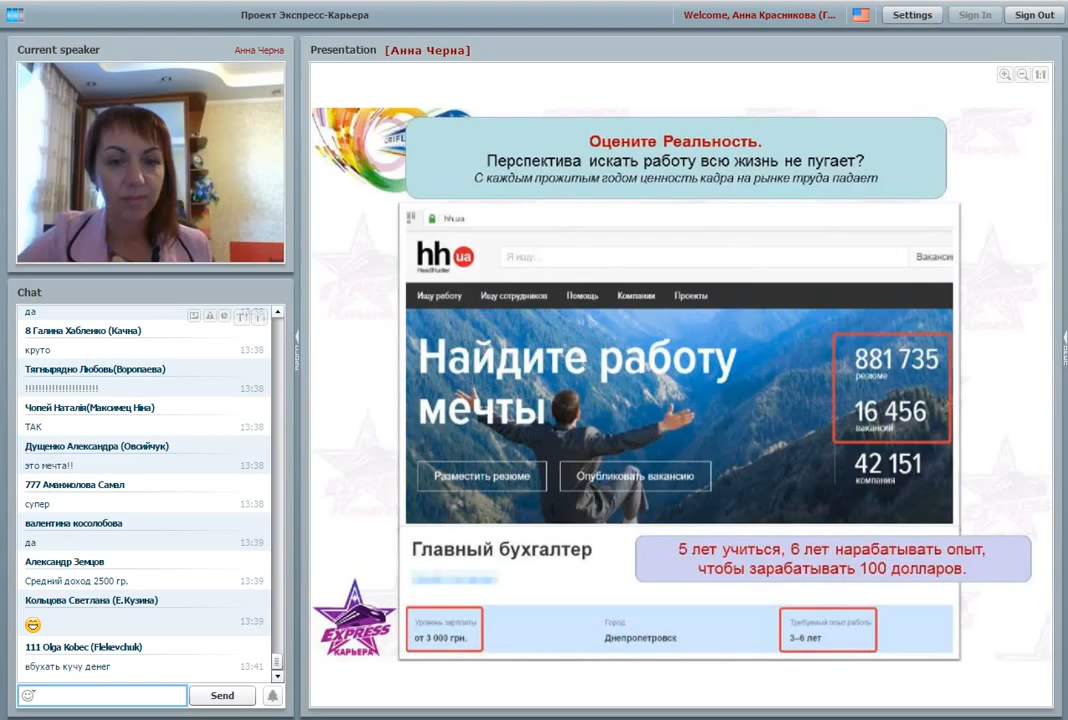 Проект Экспресс-Карьера
Welcome, Анна Красникова (Г...
Settings
Sign In
Sign Out
Current speaker
Анна Черна
Chat
да
8 Галина Хабленко (Качна)
круто
13:38
Тягнырядно Любовь(Воропаева)
!!!!!!!!!!!!!!!!!!!!!!
13:38
Чопей Наталія(Максимец Ніна)
ТАК
13:38
Дущенко Александра (Овсийчук)
это мечта!!
13:38
777 Аманжолова Самал
супер
13:38
валентина косолобова
да
13:39
Александр Земцов
Средний доход 2500 гр.
13:39
Кольцова Светлана (Е.Кузина)
13:39
111 Olga Kobec (Flekevchuk)
вбухать кучу денег
13:41
Send
Presentation [Анна Черна]
1:1
Оцените Реальность.
Перспектива искать работу всю жизнь не пугает?
С каждым прожитым годом ценность кадра на рынке труда падает
hh.ua
hh ua
HeadHunter
Я ищу...
Ваканси
Ищу работу
Ищу сотрудников
Помощь
Компании
Проекты
Найдите работу
мечты
881 735
резюме
16 456
вакансий
42 151
компания
Разместить резюме
Опубликовать вакансию
Главный бухгалтер
5 лет учиться, 6 лет нарабатывать опыт,
чтобы зарабатывать 100 долларов.
Уровень зарплаты
от 3 000 грн.
Город
Днепропетровск
Требуемый опыт работы
3–6 лет
EXPRESS
КАРЬЕРА